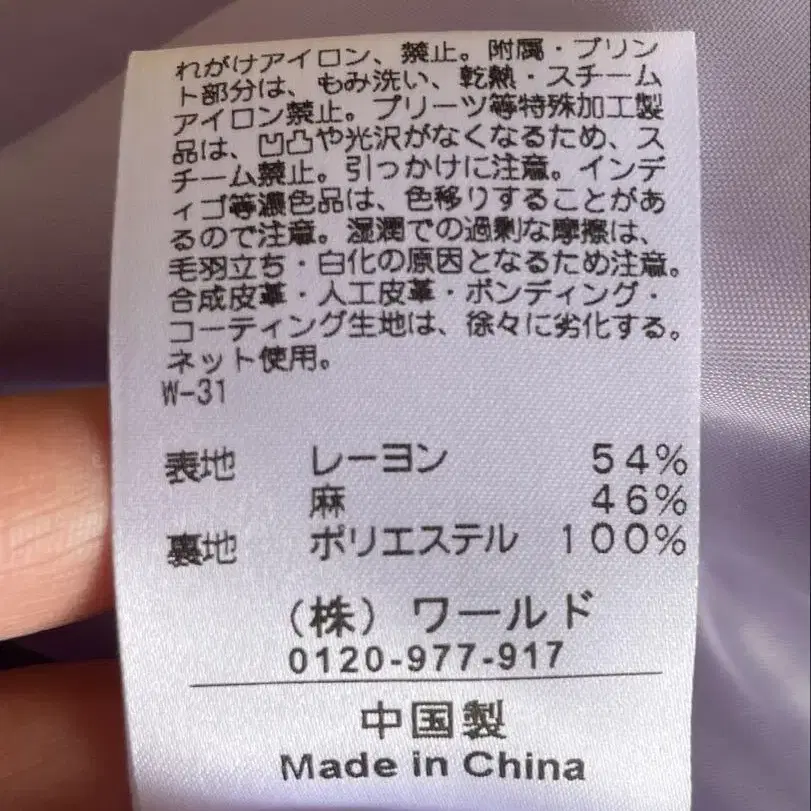 れがけアイロン、禁止。附属・プリン
ト部分は、もみ洗い、乾熱・スチーム
アイロン禁止。プリーツ等特殊加工製
品は、凹凸や光沢がなくなるため、ス
チーム禁止。引っかけに注意。インデ
ィゴ等濃色品は、色移りすることがあ
るので注意。湿潤での過剰な摩擦は、
毛羽立ち・白化の原因となるため注意。
合成皮革・人工皮革・ボンディング・
コーティング生地は、徐々に劣化する。
ネット使用。
W-31
表地 レーヨン 54%
麻 46%
裏地 ポリエステル 100%
(株) ワールド
0120-977-917
中国製
Made in China